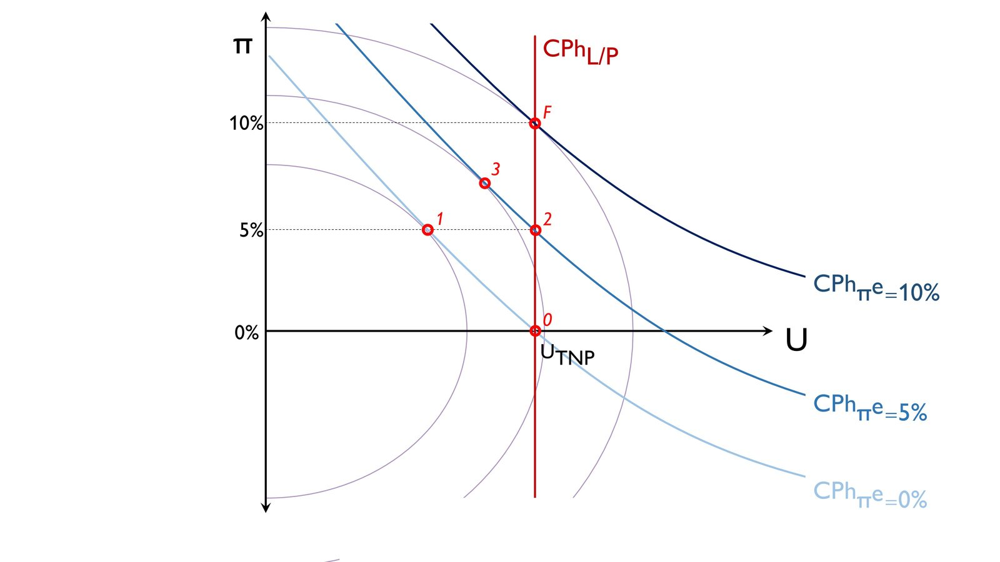 π
CPhL/P
10%
F
3
1
5%
2
0
0%
U
UTNP
CPhπe=10%
CPhπe=5%
CPhπe=0%